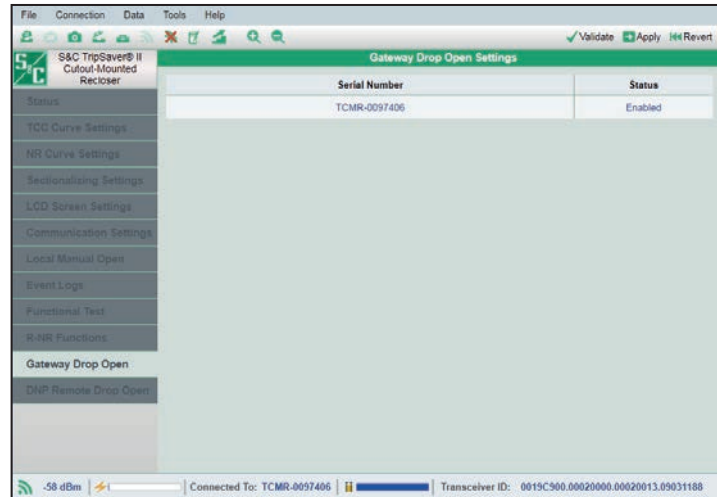 File Connection Data Tools Help
Validate Apply Revert
S&C
S&C TripSaver® II
Cutout-Mounted
Recloser
Gateway Drop Open Settings
Serial Number Status
TCMR-0097406 Enabled
Status
TCC Curve Settings
NR Curve Settings
Sectionalizing Settings
LCD Screen Settings
Communication Settings
Local Manual Open
Event Logs
Functional Test
R-NR Functions
Gateway Drop Open
DNP Remote Drop Open
-58 dBm Connected To: TCMR-0097406 Transceiver ID: 0019C900.00020000.00020013.09031188